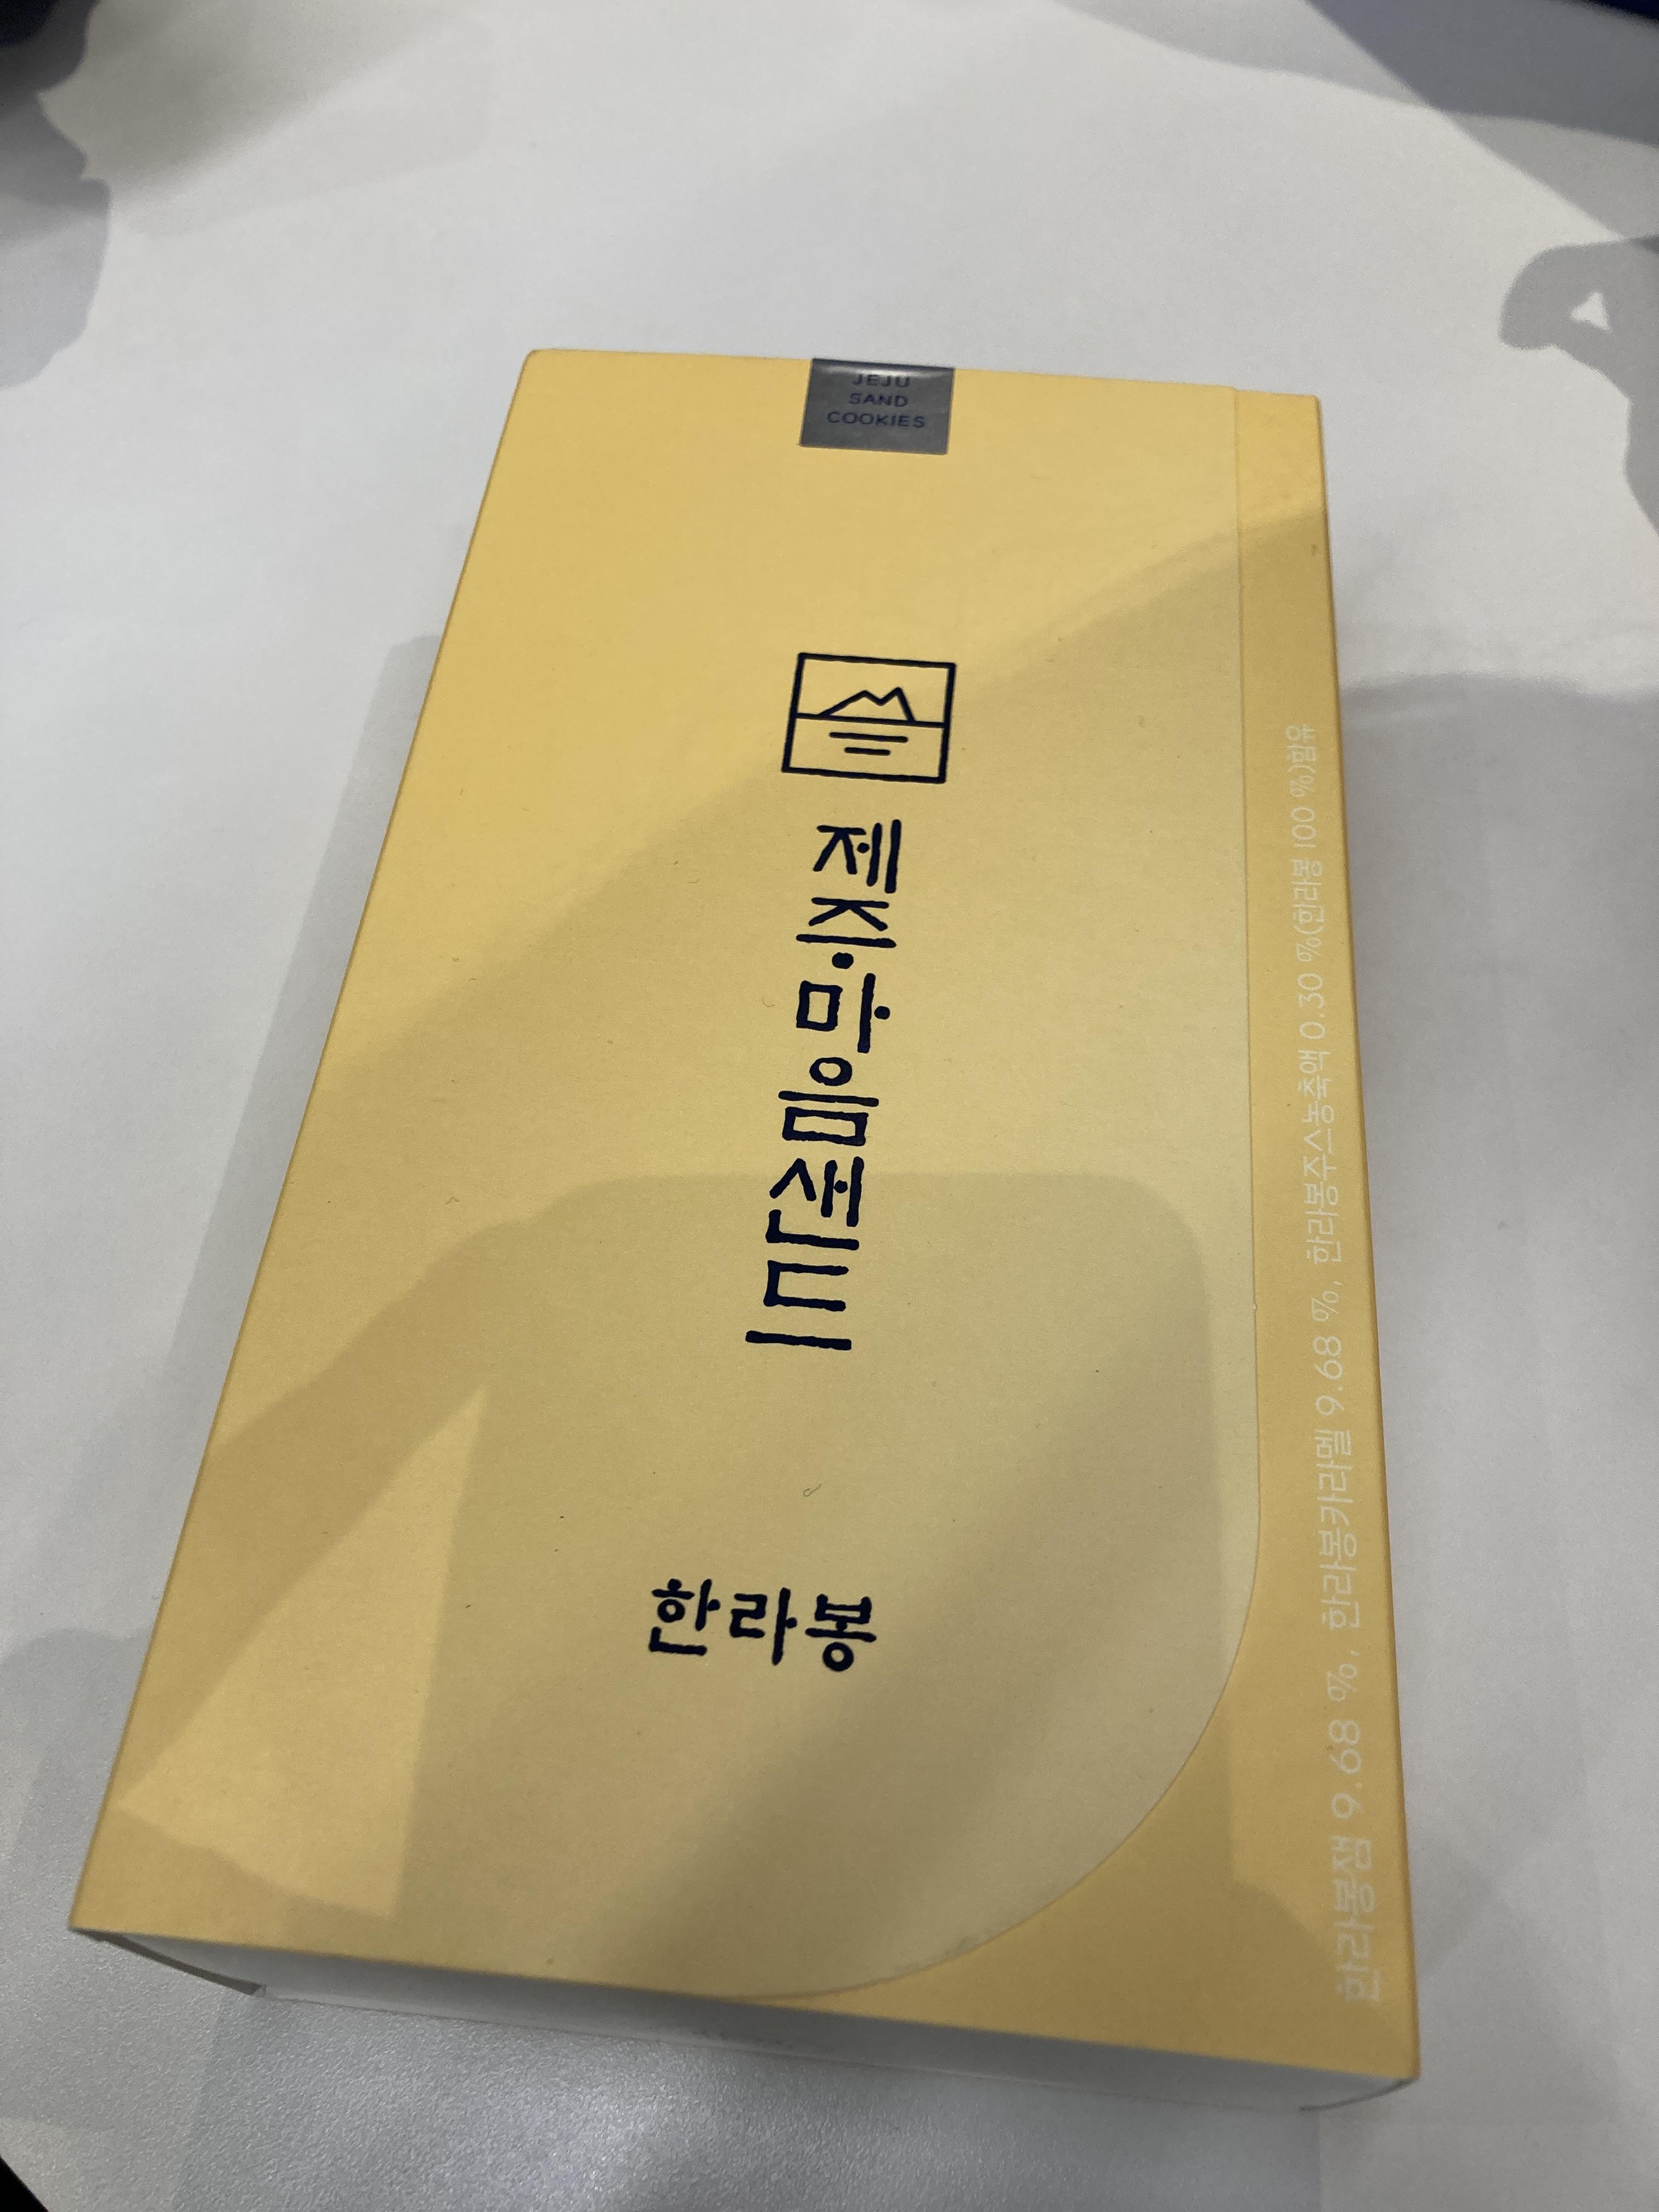 JEJU
SAND
COOKIES
제주마음샌드
한라봉
한라봉잼 9.68 %, 한라봉카라멜 9.68 %, 한라봉주스농축액 0.30 %(한라봉 100 %)함유